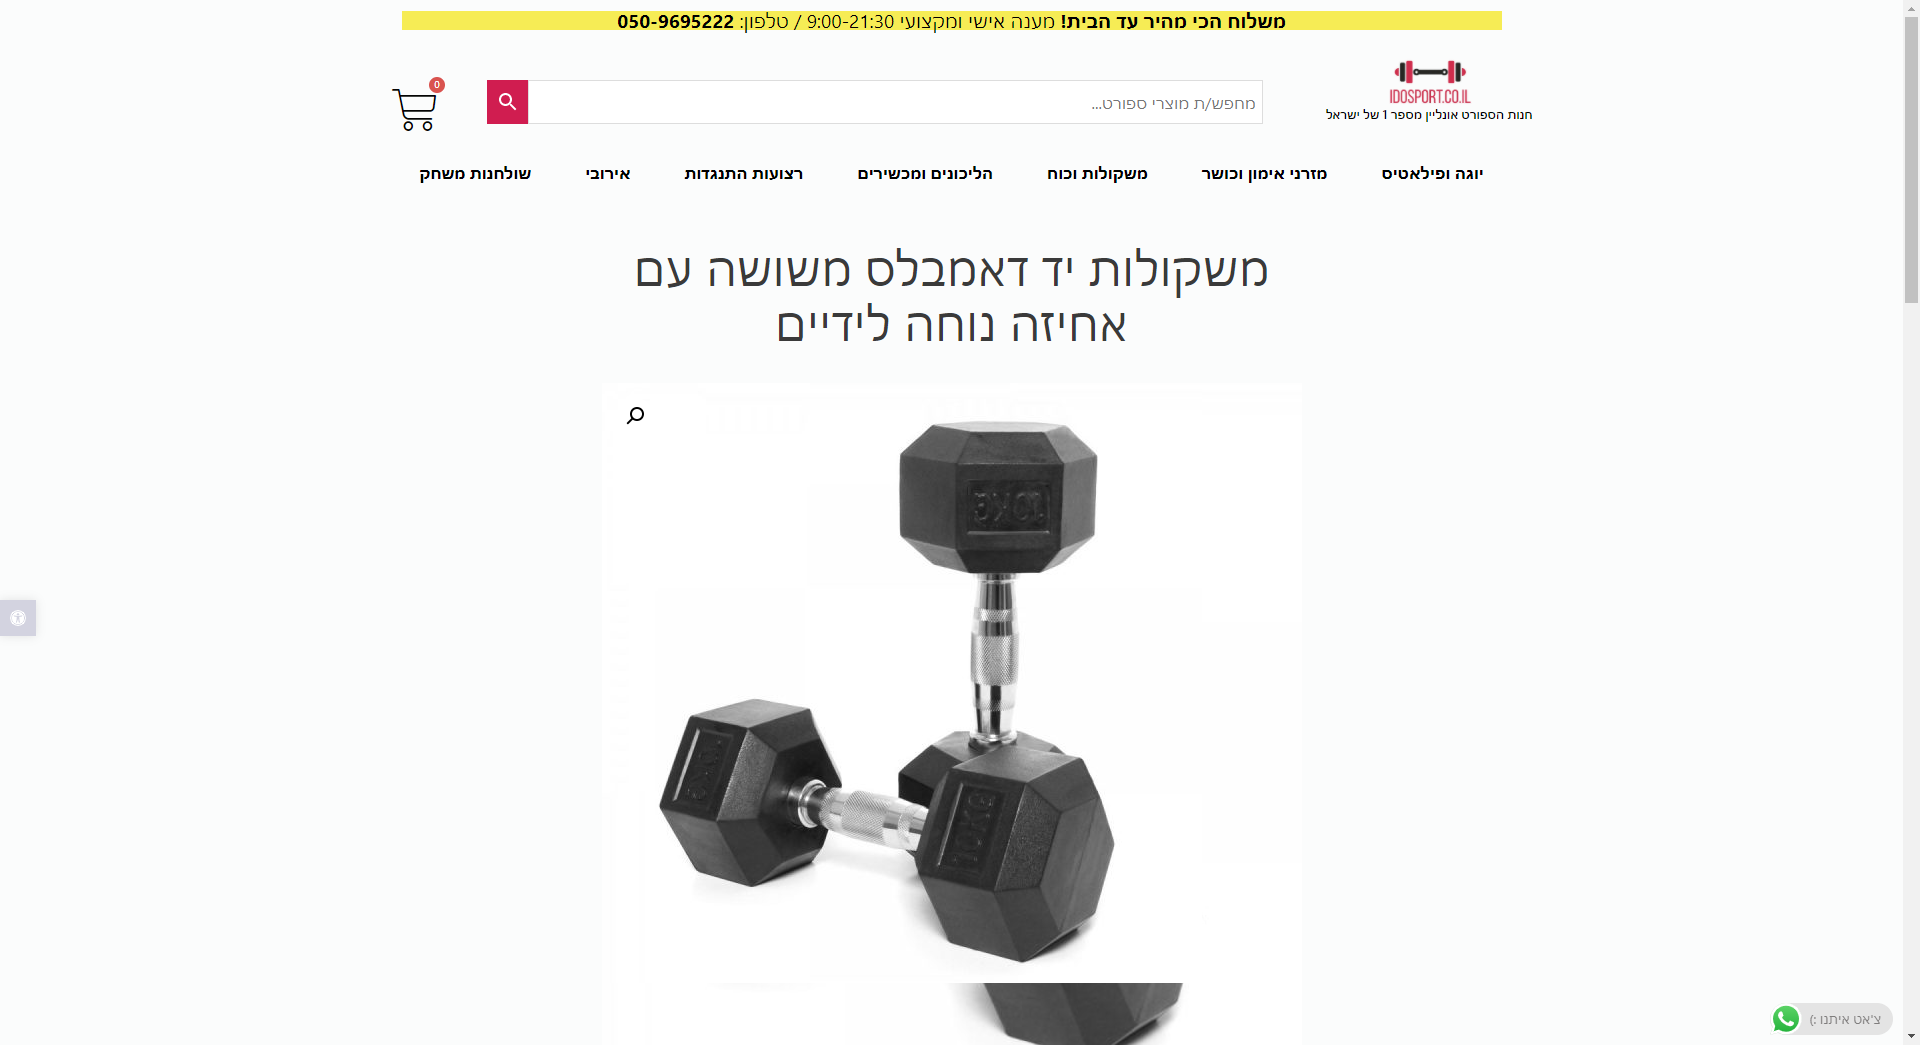 משלוח הכי מהיר עד הבית! מענה אישי ומקצועי 9:00-21:30 / טלפון: 050-9695222
IDOSPORT.CO.IL
חנות הספורט אונליין מספר 1 של ישראל
מחפש/ת מוצרי ספורט...
0
יוגה ופילאטיס
מזרני אימון וכושר
משקולות וכוח
הליכונים ומכשירים
רצועות התנגדות
אירובי
שולחנות משחק
משקולות יד דאמבלס משושה עם
אחיזה נוחה לידיים
10KG
10KG
צ'אט איתנו :)